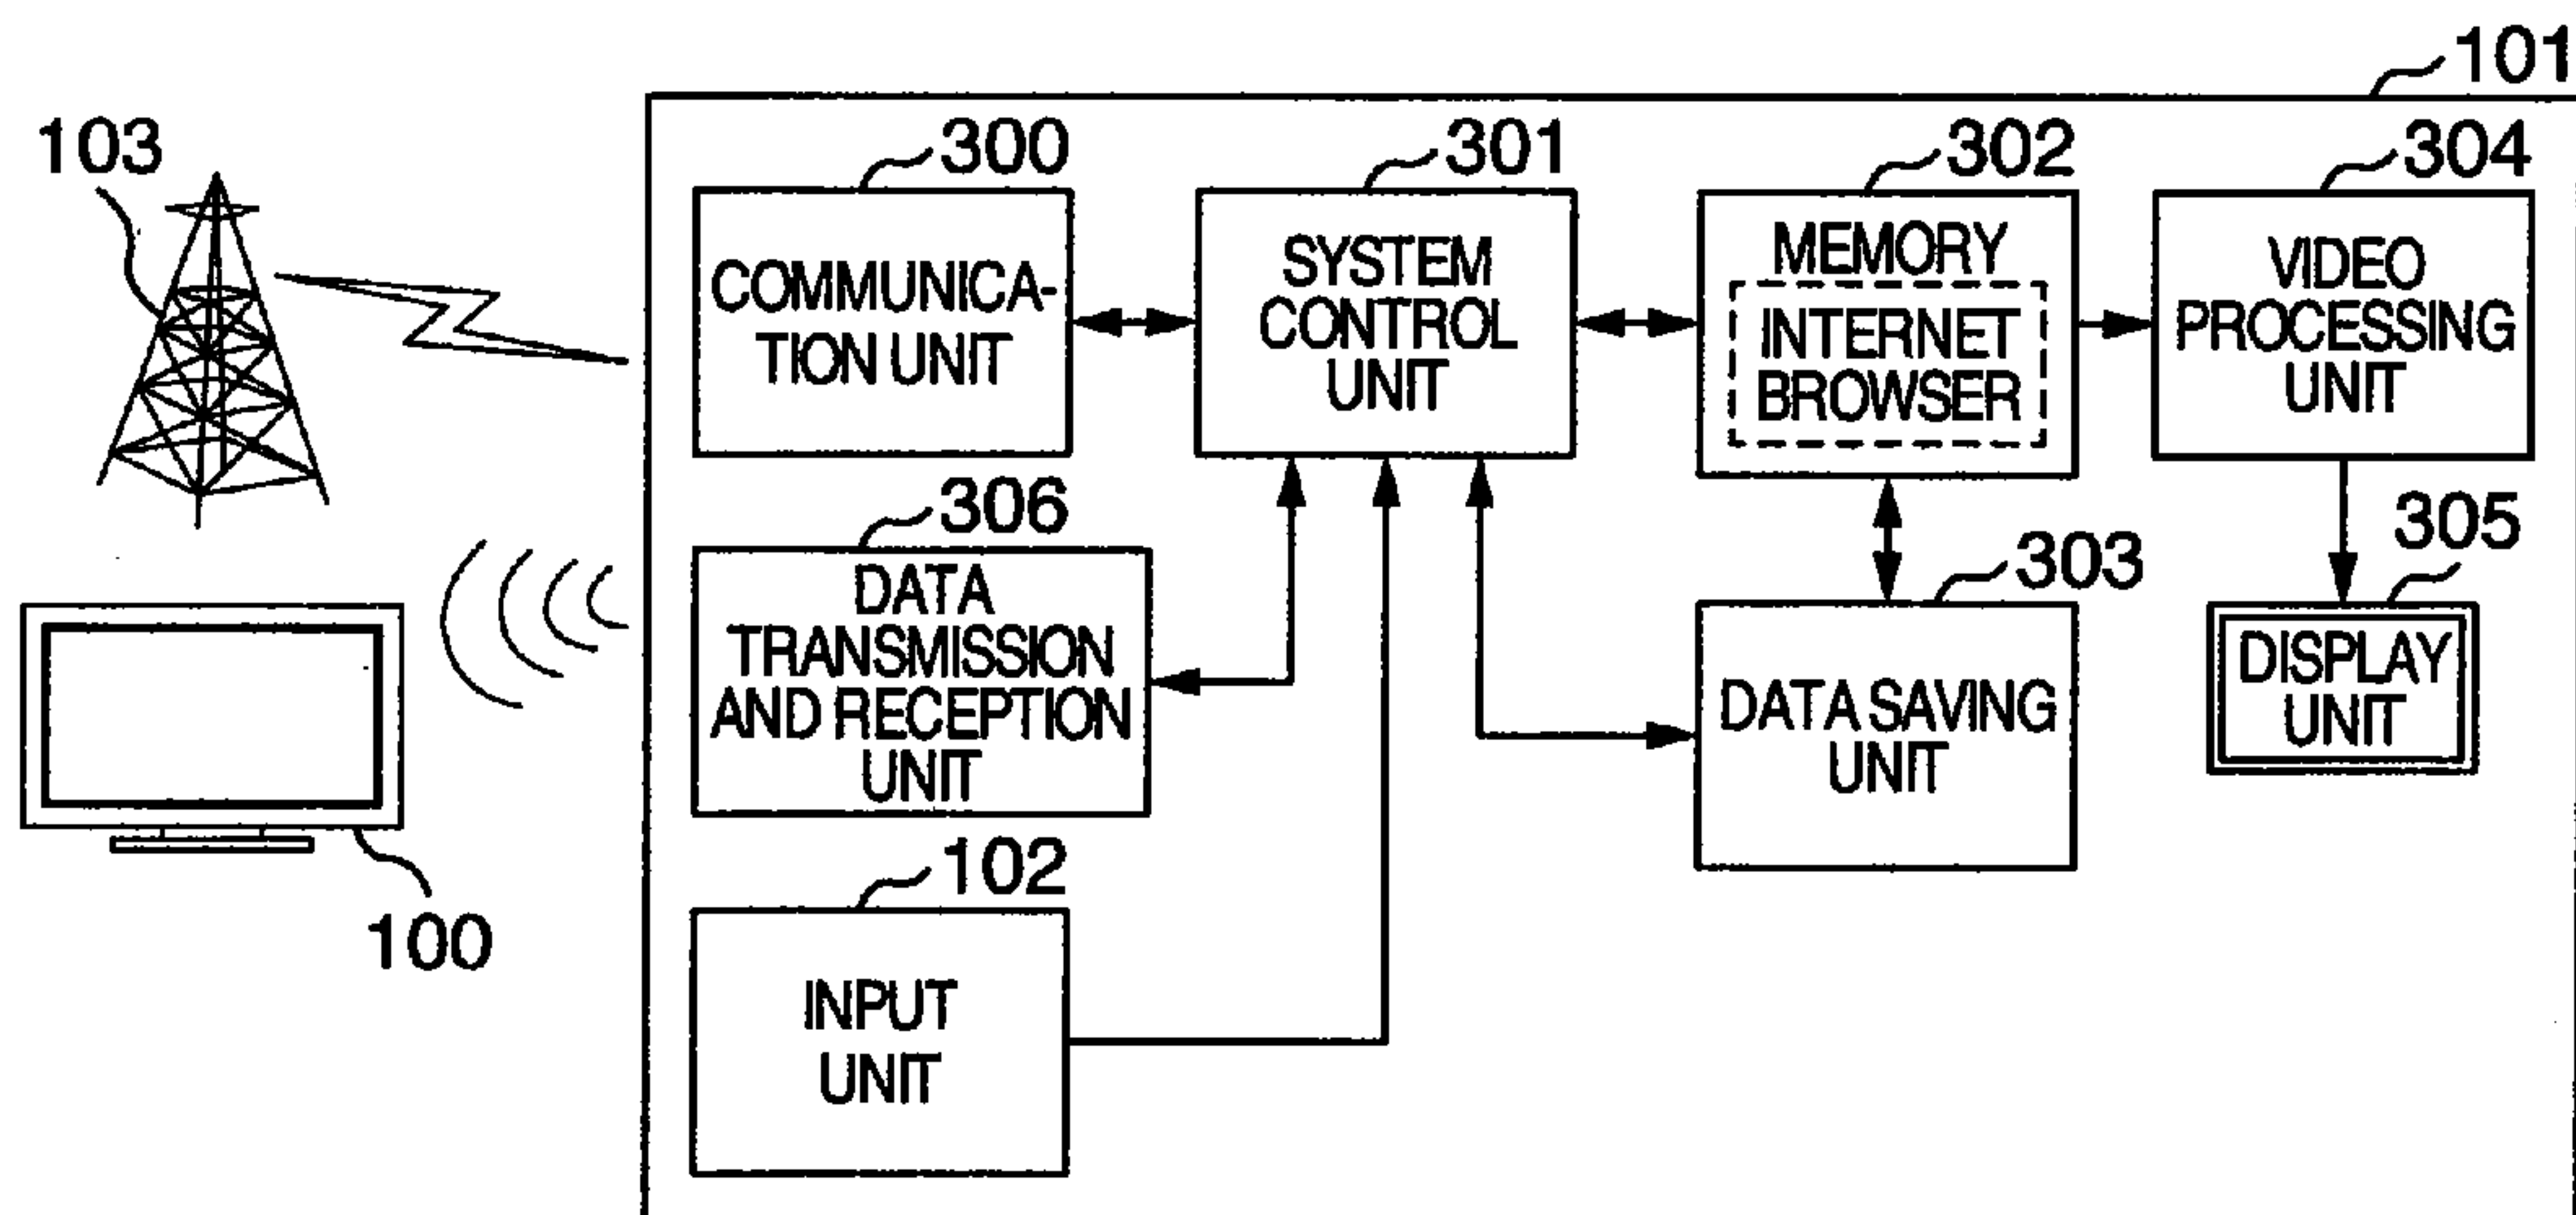 101
103
300
301
302
304
COMMUNICA-
TION UNIT
SYSTEM
CONTROL
UNIT
MEMORY
INTERNET
BROWSER
VIDEO
PROCESSING
UNIT
306
303
305
DATA
TRANSMISSION
AND RECEPTION
UNIT
DATA SAVING
UNIT
DISPLAY
UNIT
100
102
INPUT
UNIT